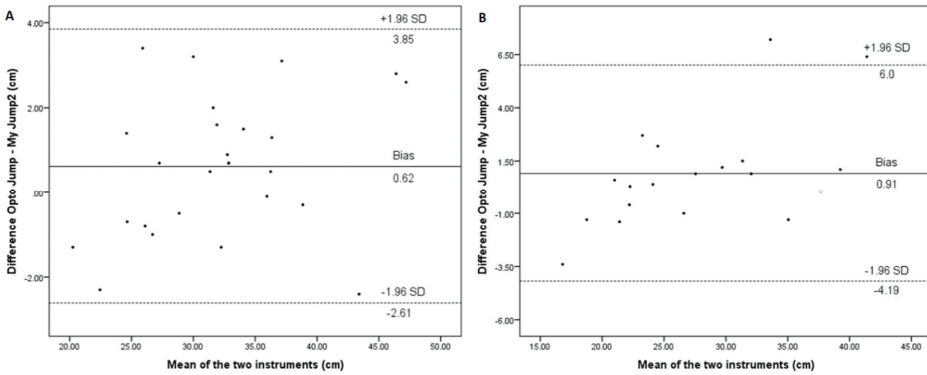 A
Difference Opto Jump - My Jump2 (cm)
4.00
2.00
.00
-2.00
+1.96 SD
3.85
Bias
0.62
-1.96 SD
-2.61
20.00 25.00 30.00 35.00 40.00 45.00 50.00
Mean of the two instruments (cm)
B
Difference Opto Jump - My Jump2 (cm)
6.50
4.00
1.50
-1.00
-3.50
-6.00
+1.96 SD
6.0
Bias
0.91
-1.96 SD
-4.19
15.00 20.00 25.00 30.00 35.00 40.00 45.00
Mean of the two instruments (cm)